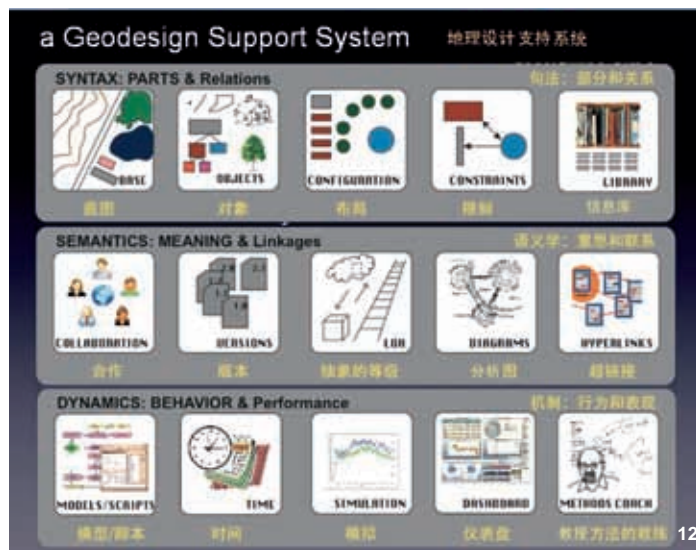 a Geodesign Support System 地理设计支持系统
SYNTAX: PARTS & Relations 句法：部分和关系
BASE OBJECTS CONFIGURATION CONSTRAINTS LIBRARY
底图 对象 布局 限制 信息库
SEMANTICS: MEANING & Linkages 语义学：意思和联系
COLLABORATION VERSIONS LOA DIAGRAMS HYPERLINKS
合作 版本 抽象的等级 分析图 超链接
DYNAMICS: BEHAVIOR & Performance 机制：行为和表现
MODELS/SCRIPTS TIME SIMULATION DASHBOARD METHODS COACH
模型/脚本 时间 模拟 仪表盘 教授方法的教练
12